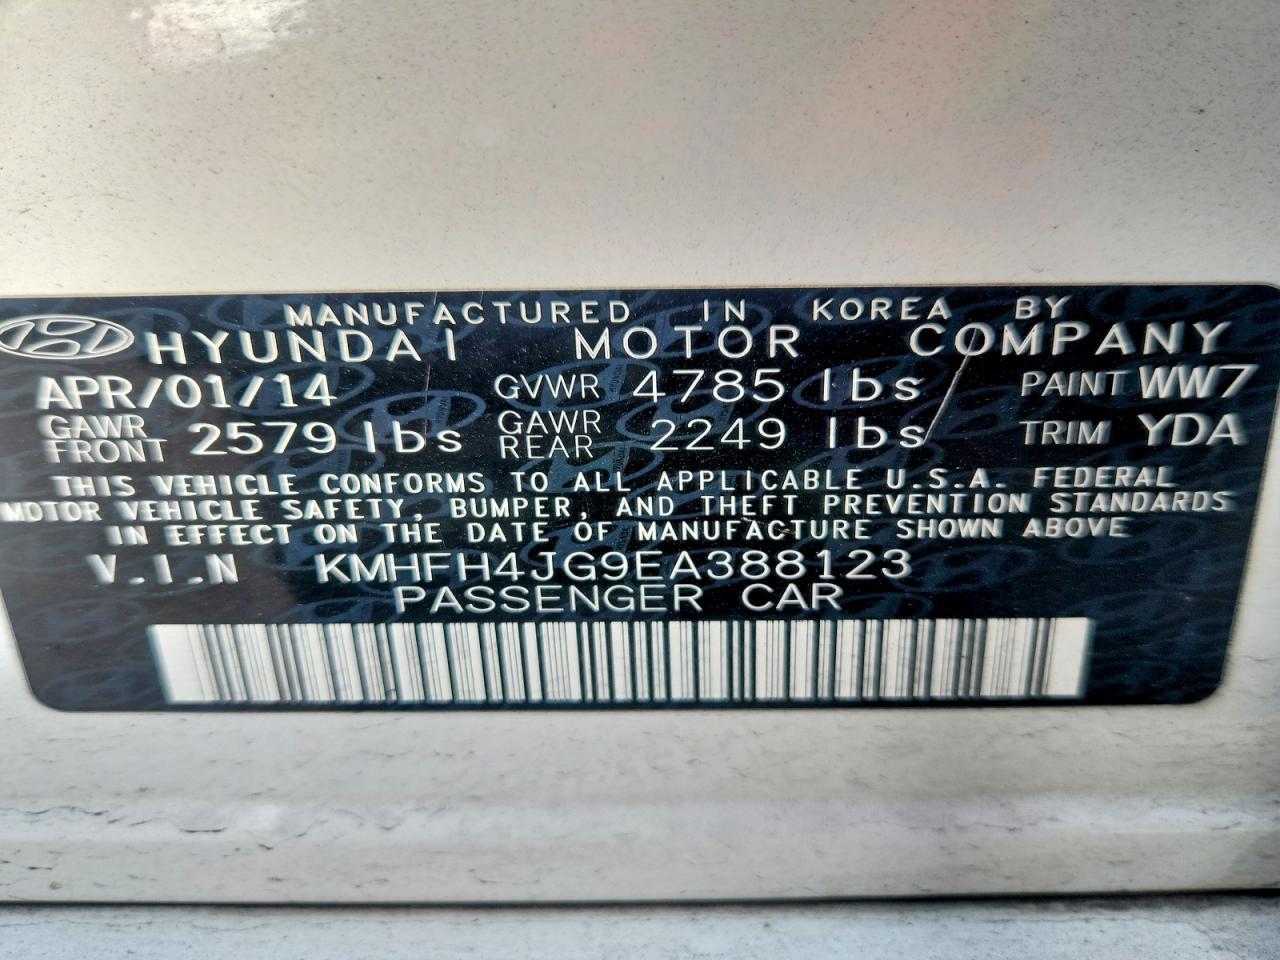 MANUFACTURED IN KOREA BY
HYUNDAI MOTOR COMPANY
APR/01/14 GVWR 4785 lbs PAINT WW7
GAWR FRONT 2579 lbs GAWR REAR 2249 lbs TRIM YDA
THIS VEHICLE CONFORMS TO ALL APPLICABLE U.S.A. FEDERAL
MOTOR VEHICLE SAFETY, BUMPER, AND THEFT PREVENTION STANDARDS
IN EFFECT ON THE DATE OF MANUFACTURE SHOWN ABOVE
V.I.N KMHFH4JG9EA388123
PASSENGER CAR